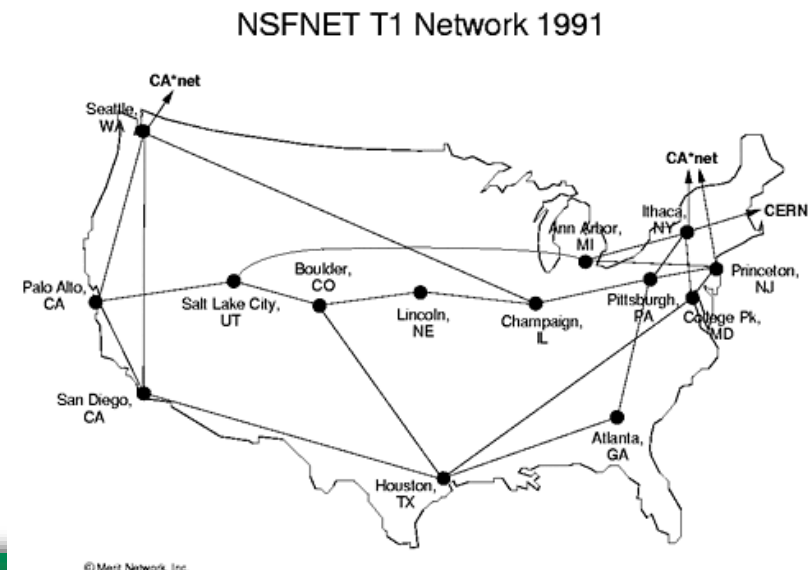 NSFNET T1 Network 1991
CA*net
Seattle,
WA
CA*net
Ithaca,
NY
CERN
Ann Arbor,
MI
Boulder,
CO
Palo Alto,
CA
Salt Lake City,
UT
Lincoln,
NE
Champaign,
IL
Pittsburgh,
PA
Princeton,
NJ
College Pk,
MD
San Diego,
CA
Atlanta,
GA
Houston,
TX
© Merit Network, Inc.